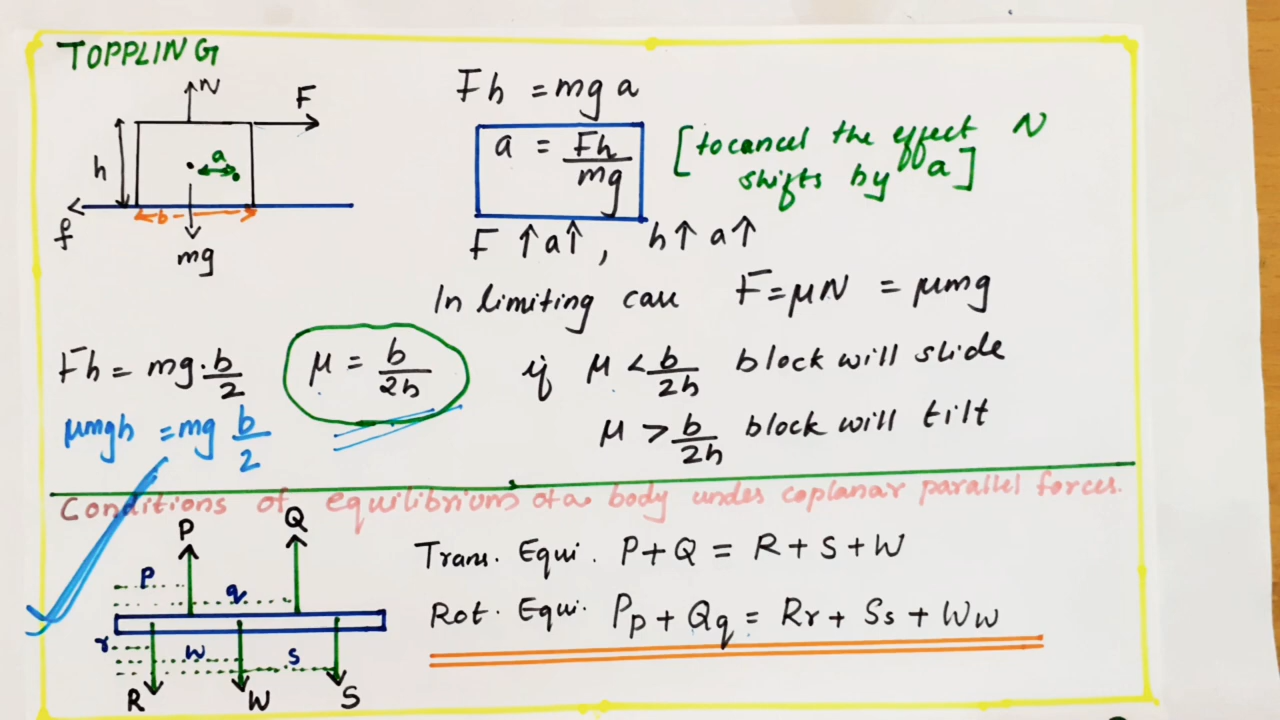 TOPPLING
N
F
h
a
b
f
mg
Fh = mg a
a = Fh/mg
[to cancel the effect N
shifts by a]
F ↑ a ↑ , h ↑ a ↑
In limiting case F = μN = μmg
Fh = mg . b/2
μ = b/2h
if μ < b/2h block will slide
μmgh = mg b/2
μ > b/2h block will tilt
Conditions of equilibrium of a body under coplanar parallel forces.
P
Q
p
q
r
w
s
R
W
S
Trans. Equi. P + Q = R + S + W
Rot. Equi. Pp + Qq = Rr + Ss + Ww